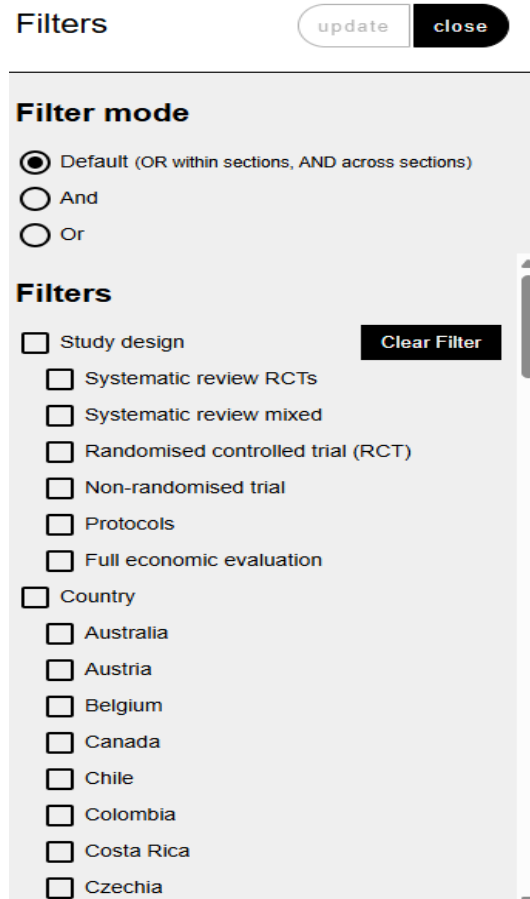 Filters update close
Filter mode
Default (OR within sections, AND across sections)
And
Or
Filters
Study design Clear Filter
Systematic review RCTs
Systematic review mixed
Randomised controlled trial (RCT)
Non-randomised trial
Protocols
Full economic evaluation
Country
Australia
Austria
Belgium
Canada
Chile
Colombia
Costa Rica
Czechia